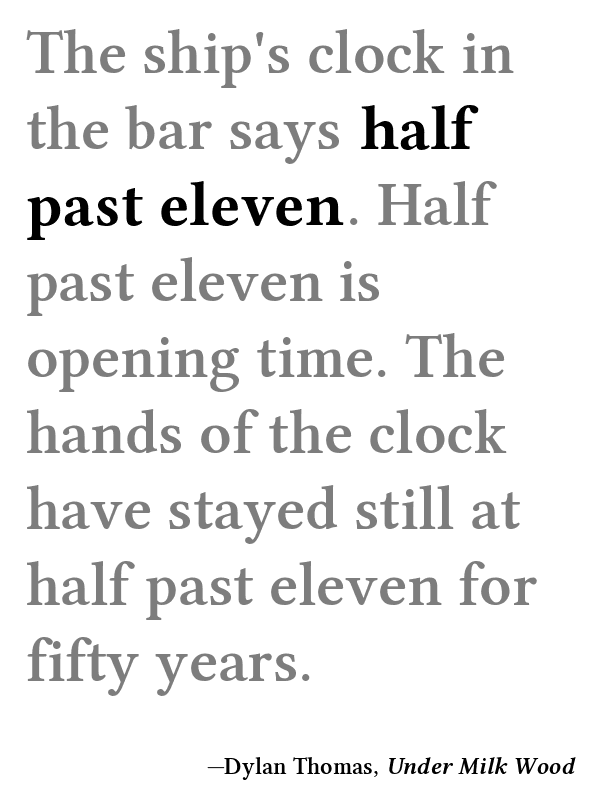 The ship's clock in
the bar says half
past eleven. Half
past eleven is
opening time. The
hands of the clock
have stayed still at
half past eleven for
fifty years.
—Dylan Thomas, Under Milk Wood